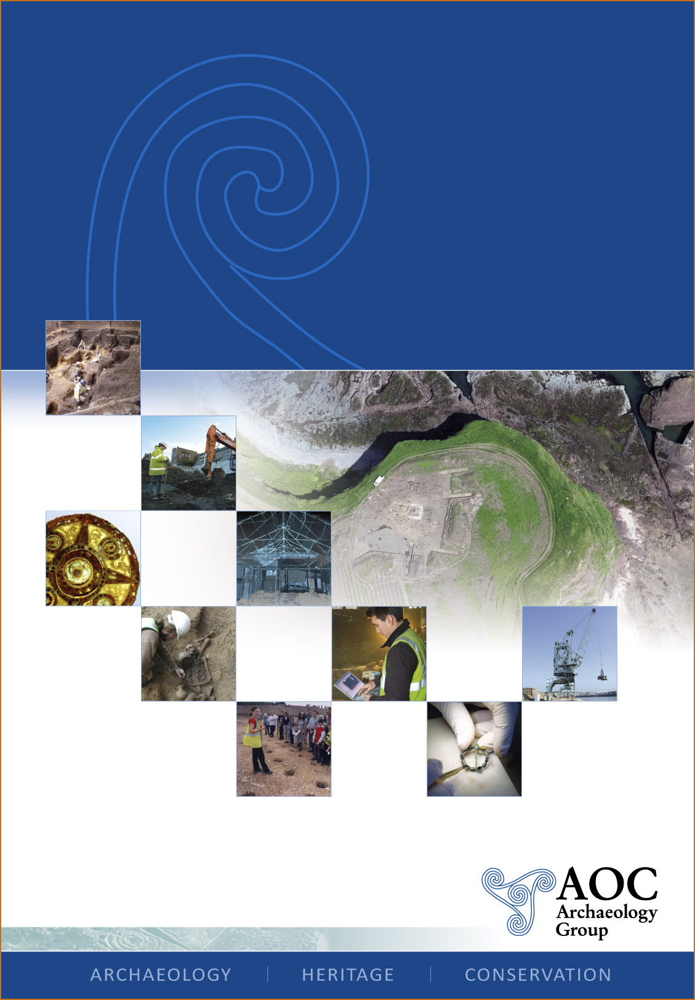 AOC
Archaeology
Group
ARCHAEOLOGY | HERITAGE | CONSERVATION